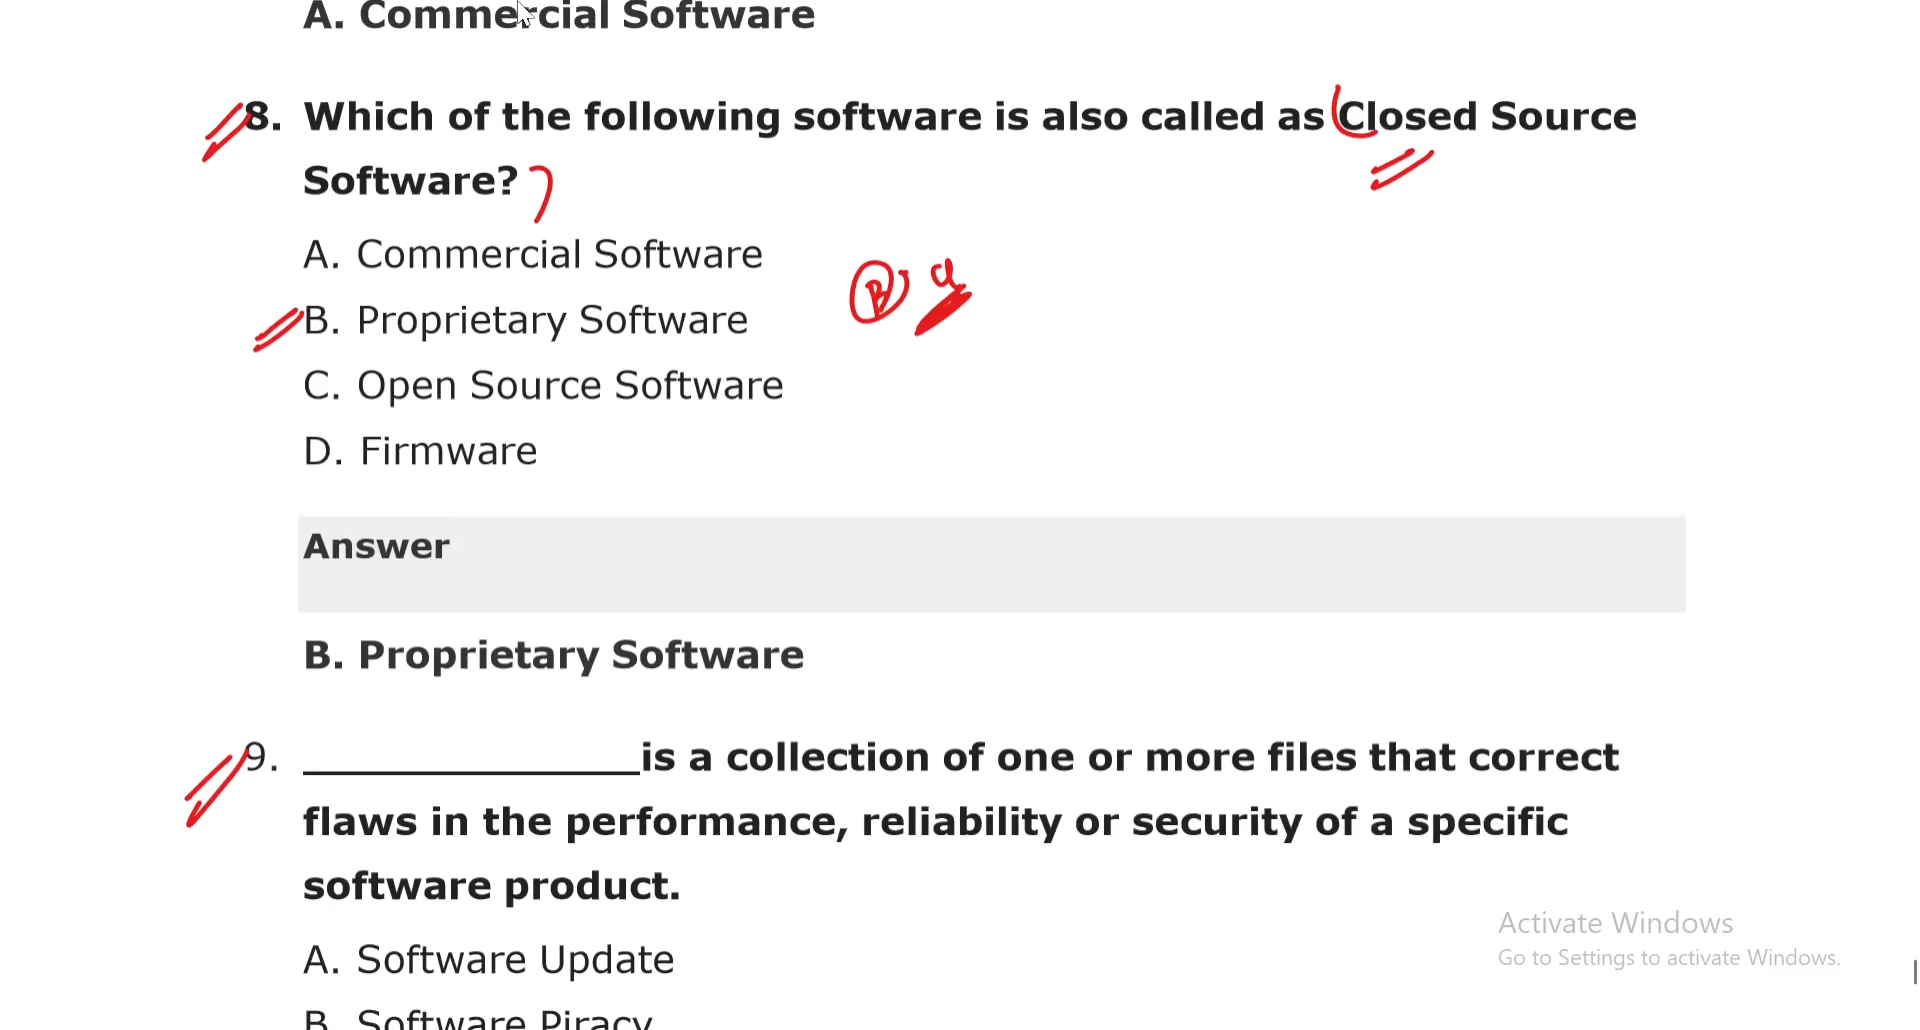 A. Commercial Software
8. Which of the following software is also called as Closed Source
Software?
A. Commercial Software
B. Proprietary Software
C. Open Source Software
D. Firmware
B
Answer
B. Proprietary Software
9. ______________is a collection of one or more files that correct
flaws in the performance, reliability or security of a specific
software product.
A. Software Update
B. Software Piracy
Activate Windows
Go to Settings to activate Windows.